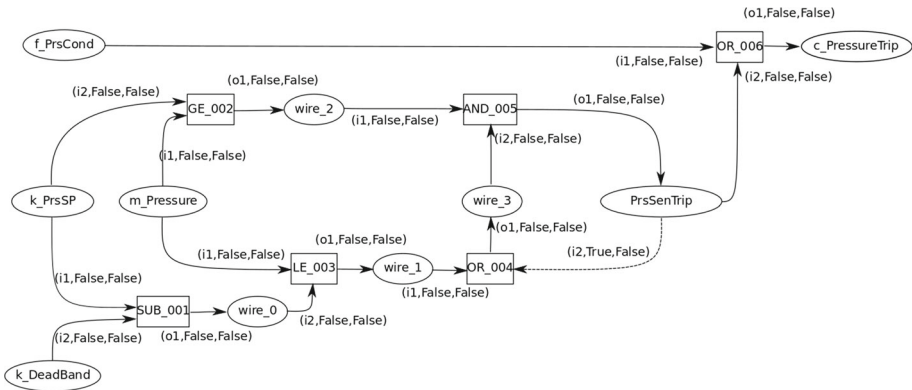 (o1,False,False)
f_PrsCond
OR_006
c_PressureTrip
(i1,False,False)
(i2,False,False)
(o1,False,False)
(i2,False,False)
(o1,False,False)
GE_002
wire_2
AND_005
(i1,False,False)
(i2,False,False)
(i1,False,False)
k_PrsSP
m_Pressure
wire_3
PrsSenTrip
(o1,False,False)
(o1,False,False)
(i1,False,False)
(i2,True,False)
LE_003
wire_1
OR_004
(i1,False,False)
(i1,False,False)
SUB_001
wire_0
(i2,False,False)
(i2,False,False)
(o1,False,False)
k_DeadBand